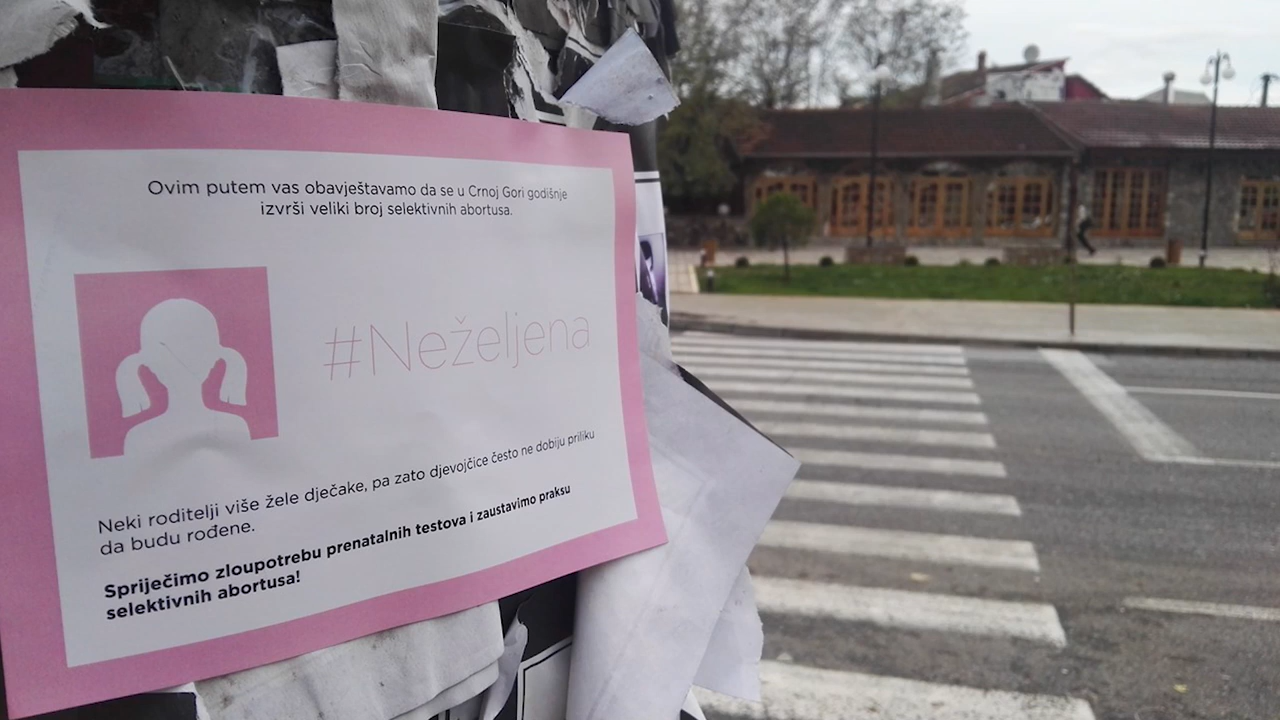 Ovim putem vas obavještavamo da se u Crnoj Gori godišnje
izvrši veliki broj selektivnih abortusa.
#Neželjena
Neki roditelji više žele dječake, pa zato djevojčice često ne dobiju priliku
da budu rođene.
Spriječimo zloupotrebu prenatalnih testova i zaustavimo praksu
selektivnih abortusa!